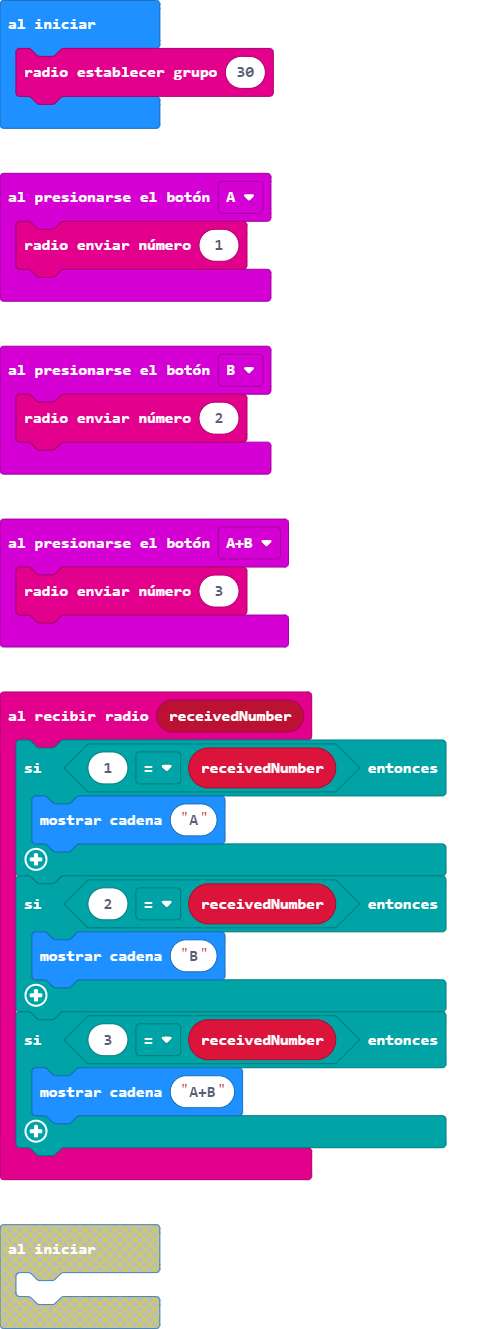 al iniciar
radio establecer grupo 30
al presionarse el botón A
radio enviar número 1
al presionarse el botón B
radio enviar número 2
al presionarse el botón A+B
radio enviar número 3
al recibir radio receivedNumber
si 1 = receivedNumber entonces
mostrar cadena "A"
si 2 = receivedNumber entonces
mostrar cadena "B"
si 3 = receivedNumber entonces
mostrar cadena "A+B"
al iniciar